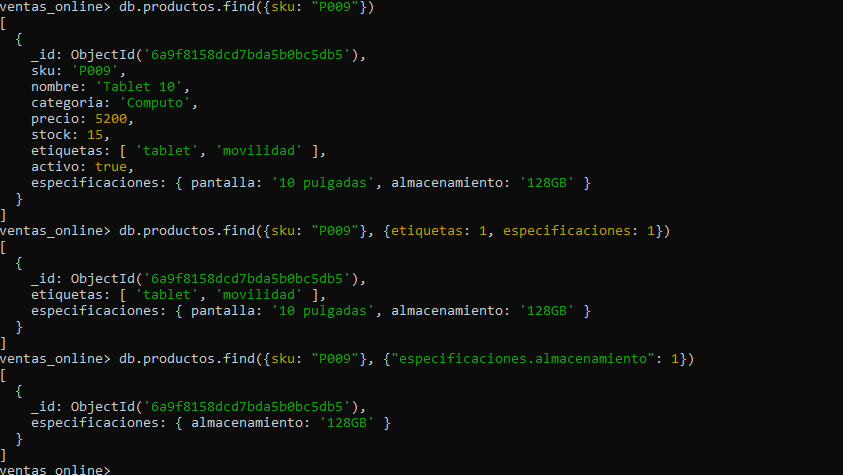 ventas_online> db.productos.find({sku: "P009"})
[
  {
    _id: ObjectId('6a9f8158dcd7bda5b0bc5db5'),
    sku: 'P009',
    nombre: 'Tablet 10',
    categoria: 'Computo',
    precio: 5200,
    stock: 15,
    etiquetas: [ 'tablet', 'movilidad' ],
    activo: true,
    especificaciones: { pantalla: '10 pulgadas', almacenamiento: '128GB' }
  }
]
ventas_online> db.productos.find({sku: "P009"}, {etiquetas: 1, especificaciones: 1})
[
  {
    _id: ObjectId('6a9f8158dcd7bda5b0bc5db5'),
    etiquetas: [ 'tablet', 'movilidad' ],
    especificaciones: { pantalla: '10 pulgadas', almacenamiento: '128GB' }
  }
]
ventas_online> db.productos.find({sku: "P009"}, {"especificaciones.almacenamiento": 1})
[
  {
    _id: ObjectId('6a9f8158dcd7bda5b0bc5db5'),
    especificaciones: { almacenamiento: '128GB' }
  }
]
ventas_online>